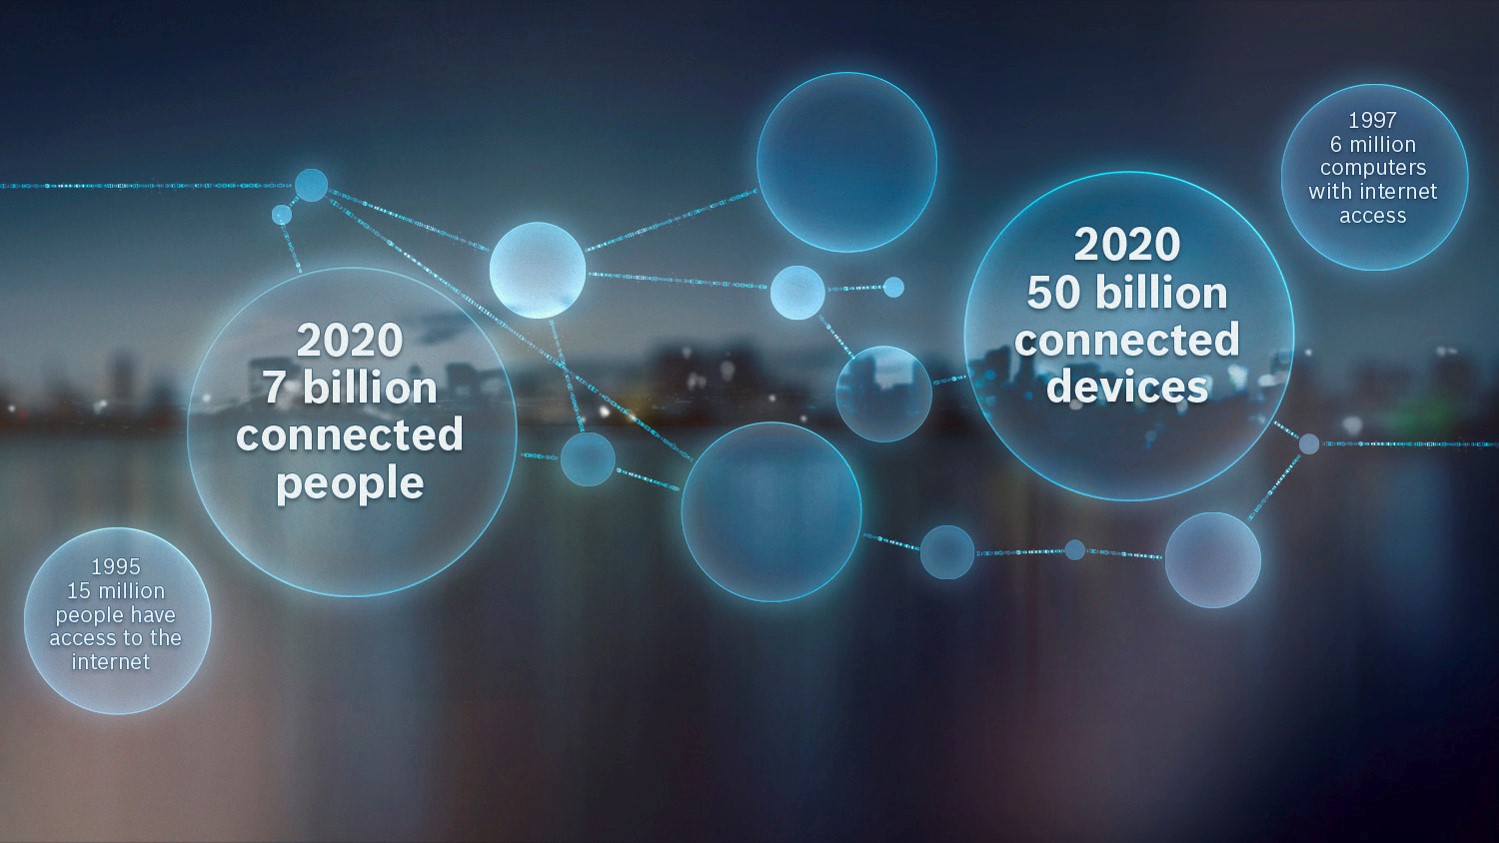 2020
7 billion
connected
people
1995
15 million
people have
access to the
internet
2020
50 billion
connected
devices
1997
6 million
computers
with internet
access